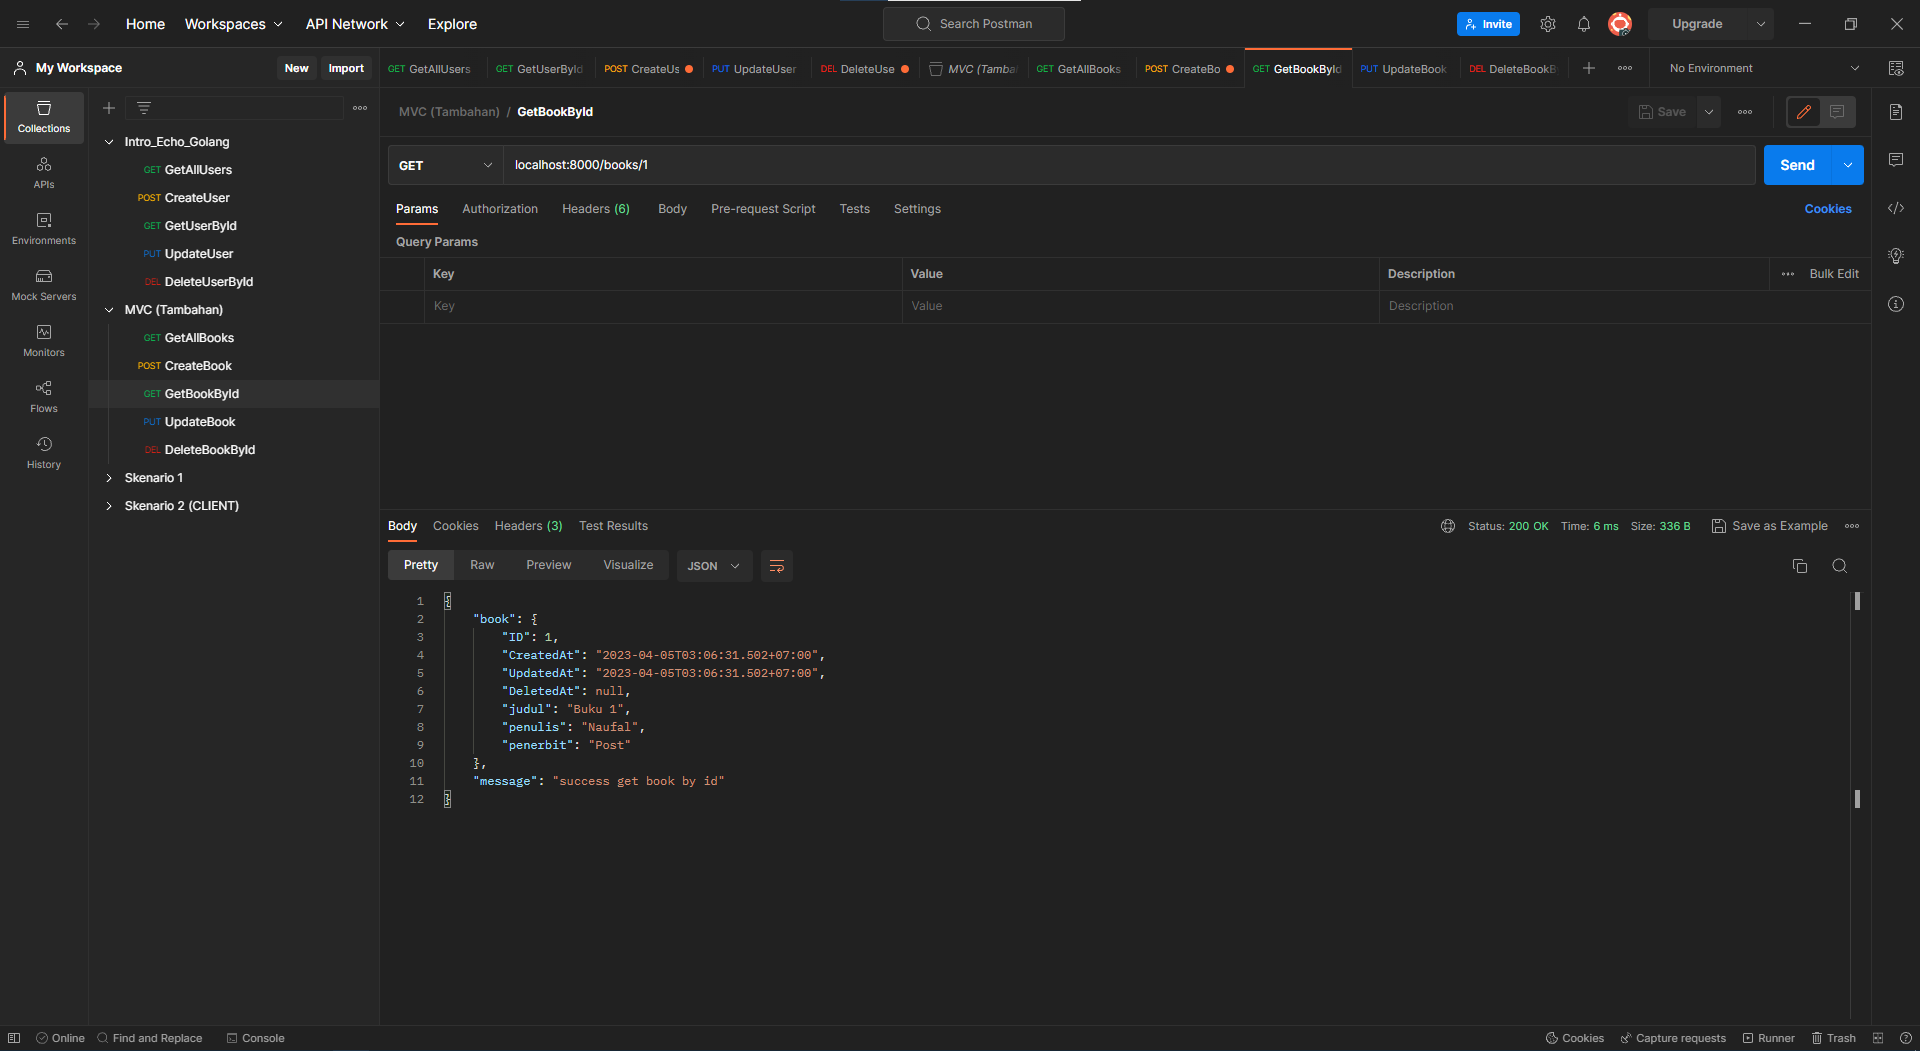 Home Workspaces API Network Explore Search Postman Invite Upgrade
My Workspace New Import
GET GetAllUsers GET GetUserById POST CreateUs PUT UpdateUser DEL DeleteUse MVC (Tambah GET GetAllBooks POST CreateBo GET GetBookById PUT UpdateBook DEL DeleteBookB No Environment
Collections
APIs
Environments
Mock Servers
Monitors
Flows
History
Intro_Echo_Golang
GET GetAllUsers
POST CreateUser
GET GetUserById
PUT UpdateUser
DEL DeleteUserById
MVC (Tambahan)
GET GetAllBooks
POST CreateBook
GET GetBookById
PUT UpdateBook
DEL DeleteBookById
Skenario 1
Skenario 2 (CLIENT)
MVC (Tambahan) / GetBookById Save
GET localhost:8000/books/1 Send
Params Authorization Headers (6) Body Pre-request Script Tests Settings Cookies
Query Params
Key Value Description Bulk Edit
Key Value Description
Body Cookies Headers (3) Test Results Status: 200 OK Time: 6 ms Size: 336 B Save as Example
Pretty Raw Preview Visualize JSON
1 {
2 "book": {
3 "ID": 1,
4 "CreatedAt": "2023-04-05T03:06:31.502+07:00",
5 "UpdatedAt": "2023-04-05T03:06:31.502+07:00",
6 "DeletedAt": null,
7 "judul": "Buku 1",
8 "penulis": "Naufal",
9 "penerbit": "Post"
10 },
11 "message": "success get book by id"
12 }
Online Find and Replace Console Cookies Capture requests Runner Trash